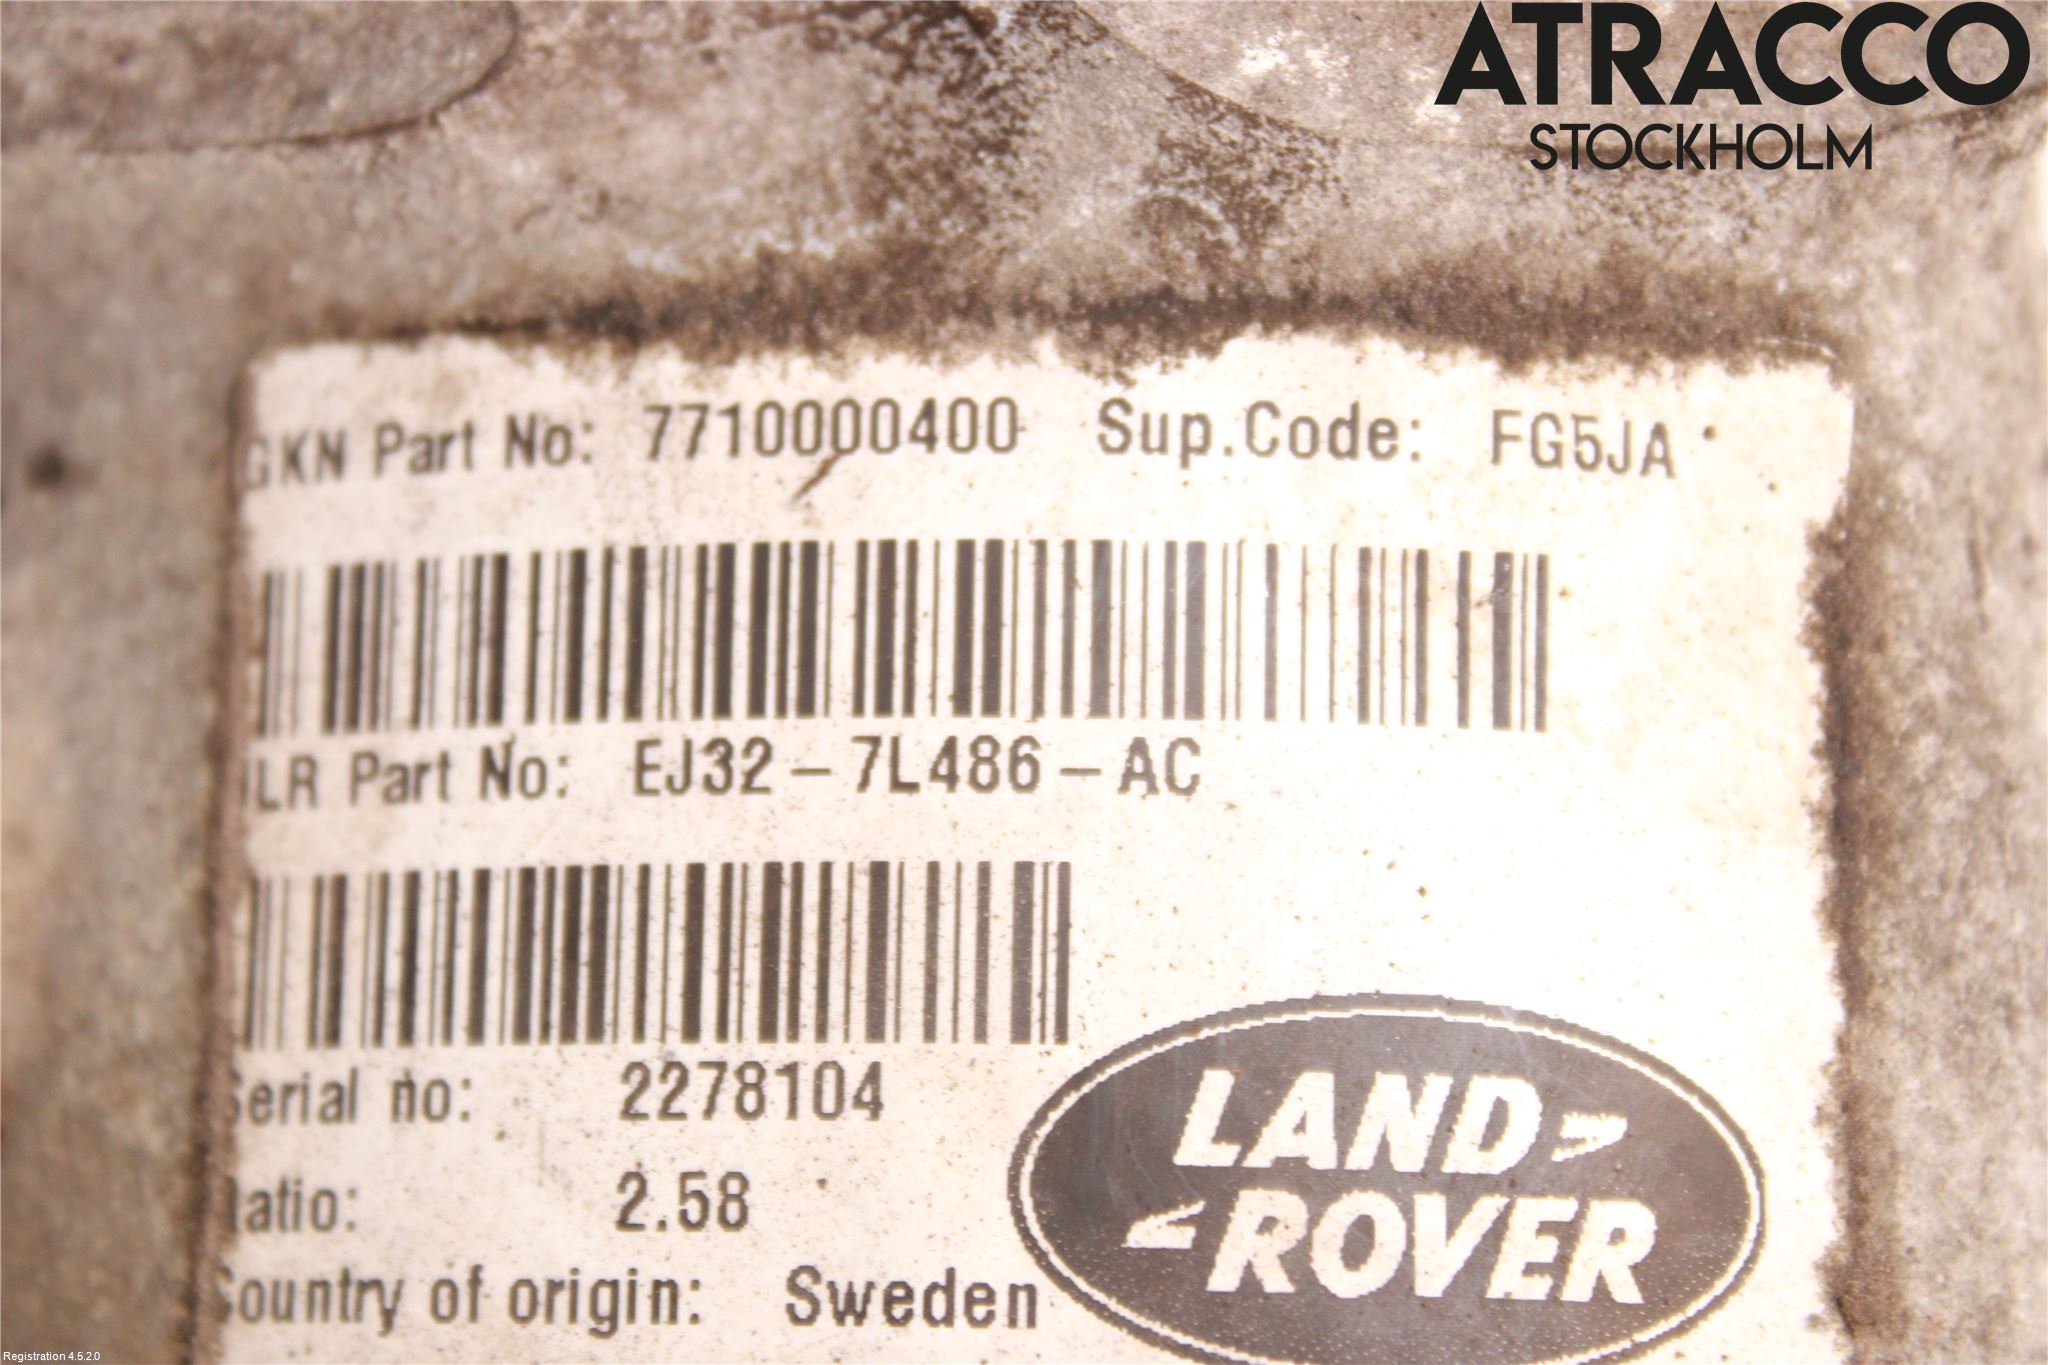 ATRACCO
STOCKHOLM
GKN Part No: 7710000400 Sup.Code: FG5JA
JLR Part No: EJ32-7L486-AC
Serial no: 2278104
Ratio: 2.58
Country of origin: Sweden
LAND
ROVER
Registration 4.5.2.0